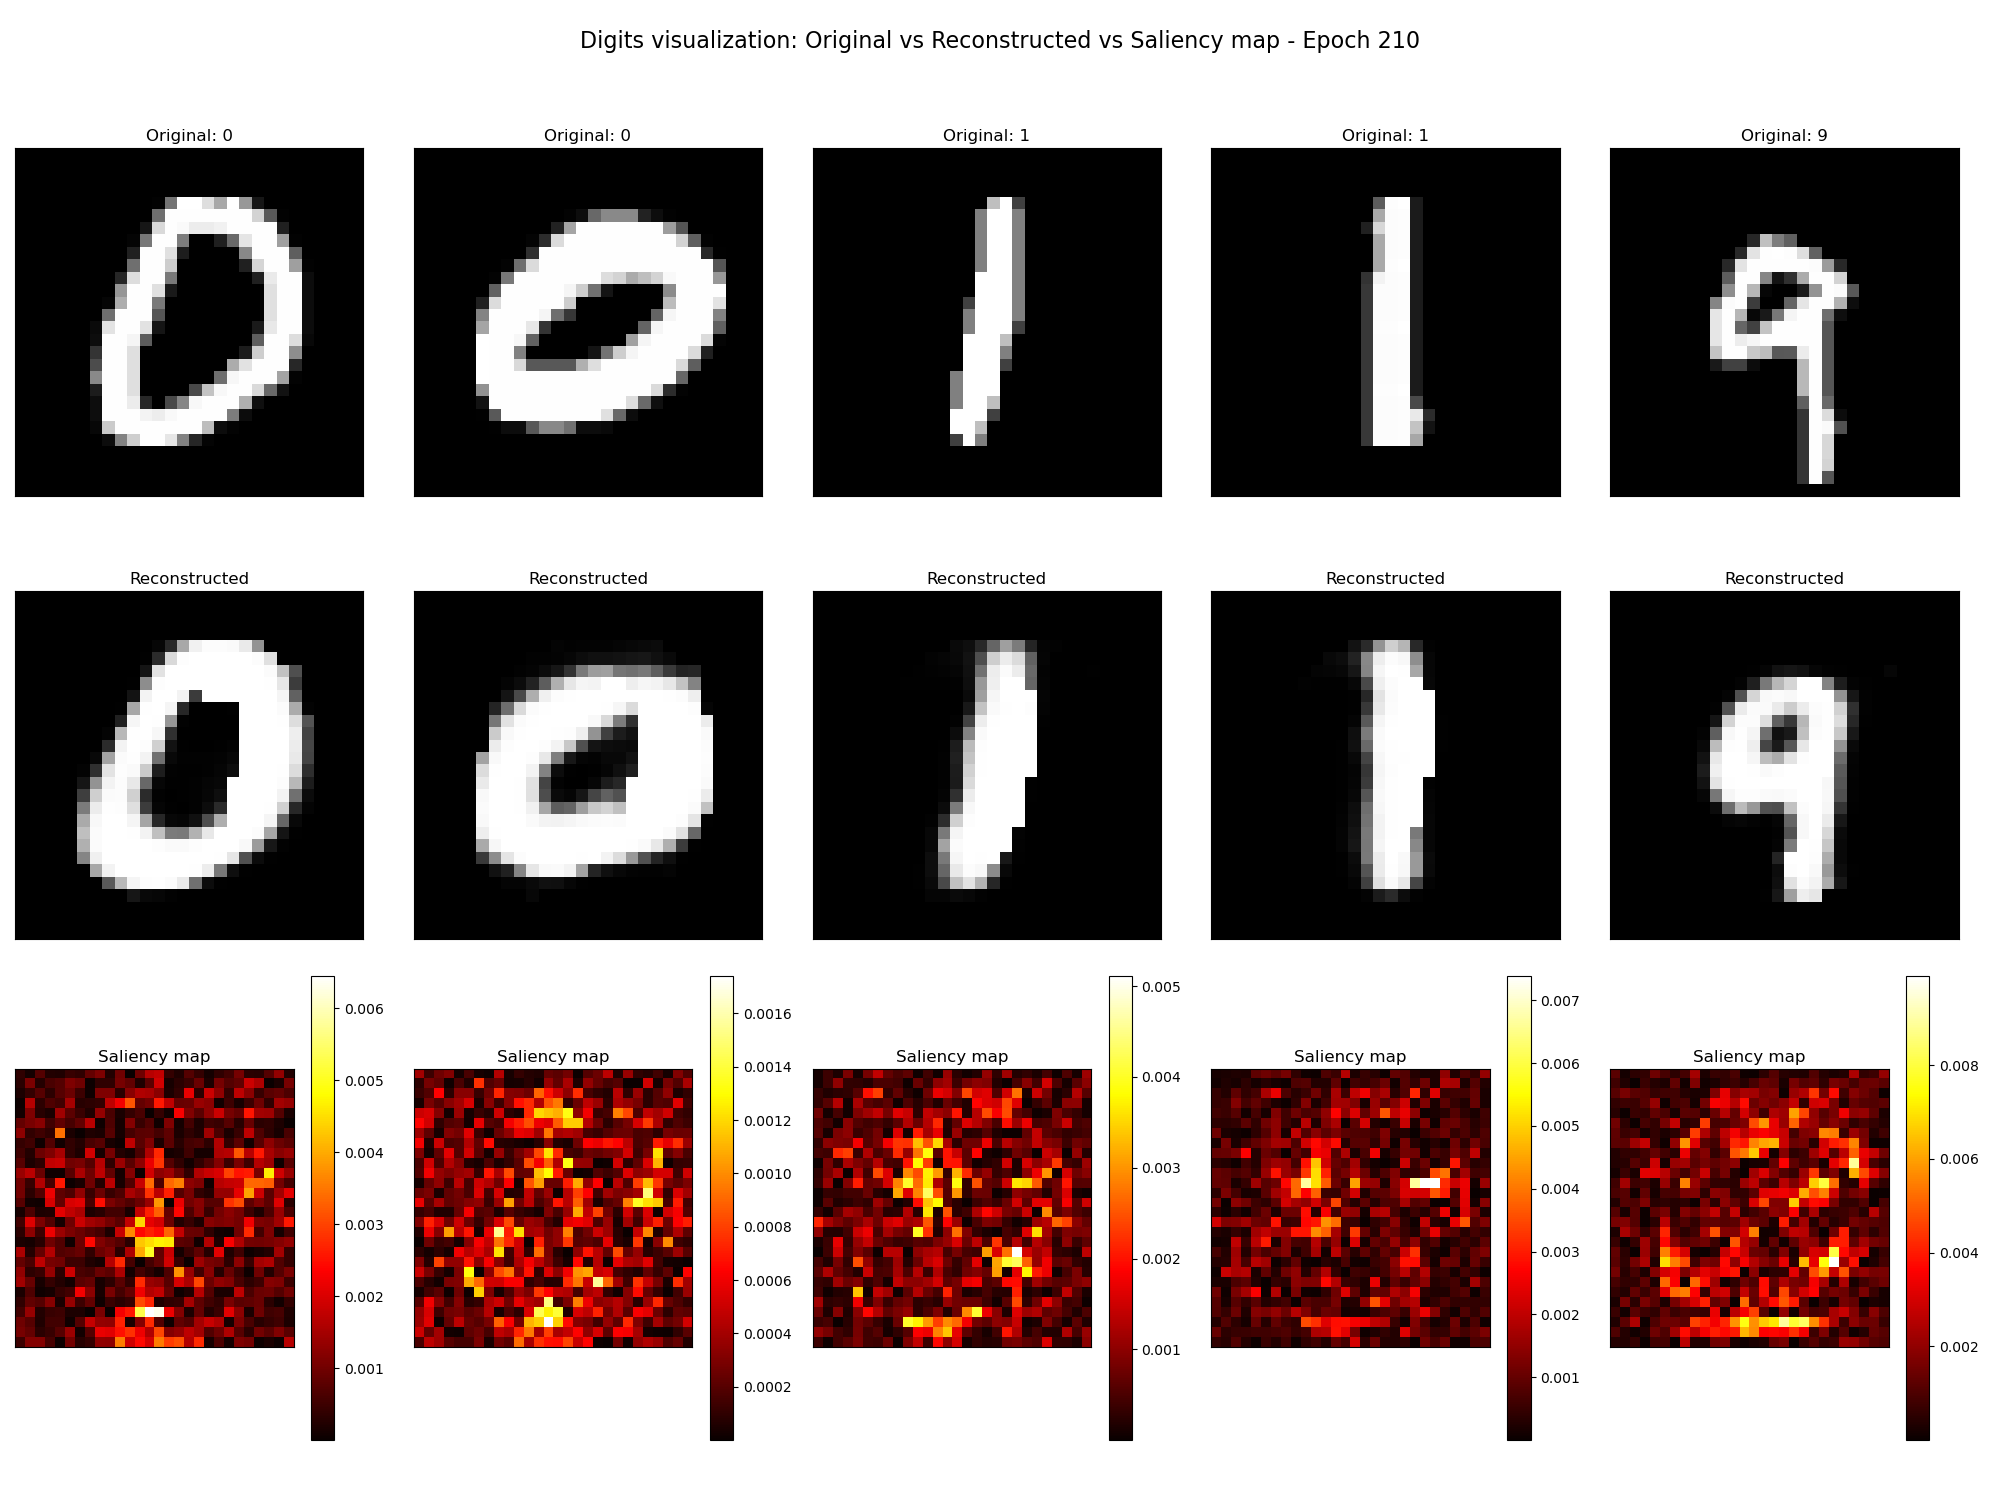 Digits visualization: Original vs Reconstructed vs Saliency map - Epoch 210
Original: 0
Original: 0
Original: 1
Original: 1
Original: 9
Reconstructed
Reconstructed
Reconstructed
Reconstructed
Reconstructed
Saliency map
0.006
0.005
0.004
0.003
0.002
0.001
Saliency map
0.0016
0.0014
0.0012
0.0010
0.0008
0.0006
0.0004
0.0002
Saliency map
0.005
0.004
0.003
0.002
0.001
Saliency map
0.007
0.006
0.005
0.004
0.003
0.002
0.001
Saliency map
0.008
0.006
0.004
0.002